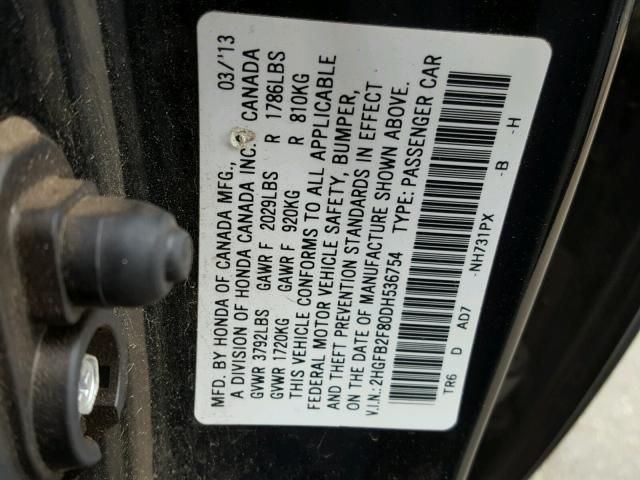 MFD. BY HONDA OF CANADA MFG., 03/'13
A DIVISION OF HONDA CANADA INC. CANADA
GVWR 3792LBS GAWR F 2029LBS R 1786LBS
GVWR 1720KG GAWR F 920KG R 810KG
THIS VEHICLE CONFORMS TO ALL APPLICABLE
FEDERAL MOTOR VEHICLE SAFETY, BUMPER,
AND THEFT PREVENTION STANDARDS IN EFFECT
ON THE DATE OF MANUFACTURE SHOWN ABOVE.
V.I.N.: 2HGFB2F80DH536754 TYPE: PASSENGER CAR
TR6 D AD7 -NH731PX -B -H